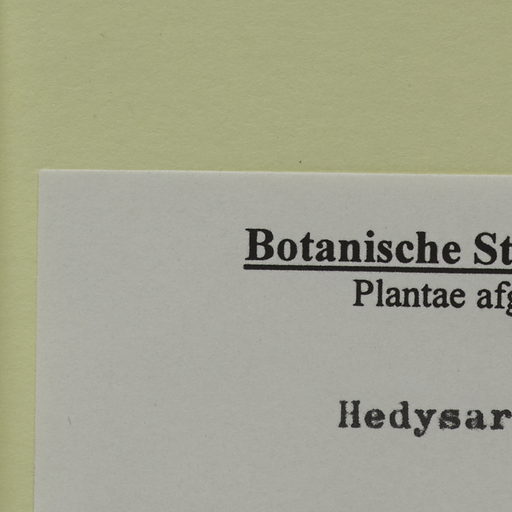 Botanische St
Plantae afg
Hedysar